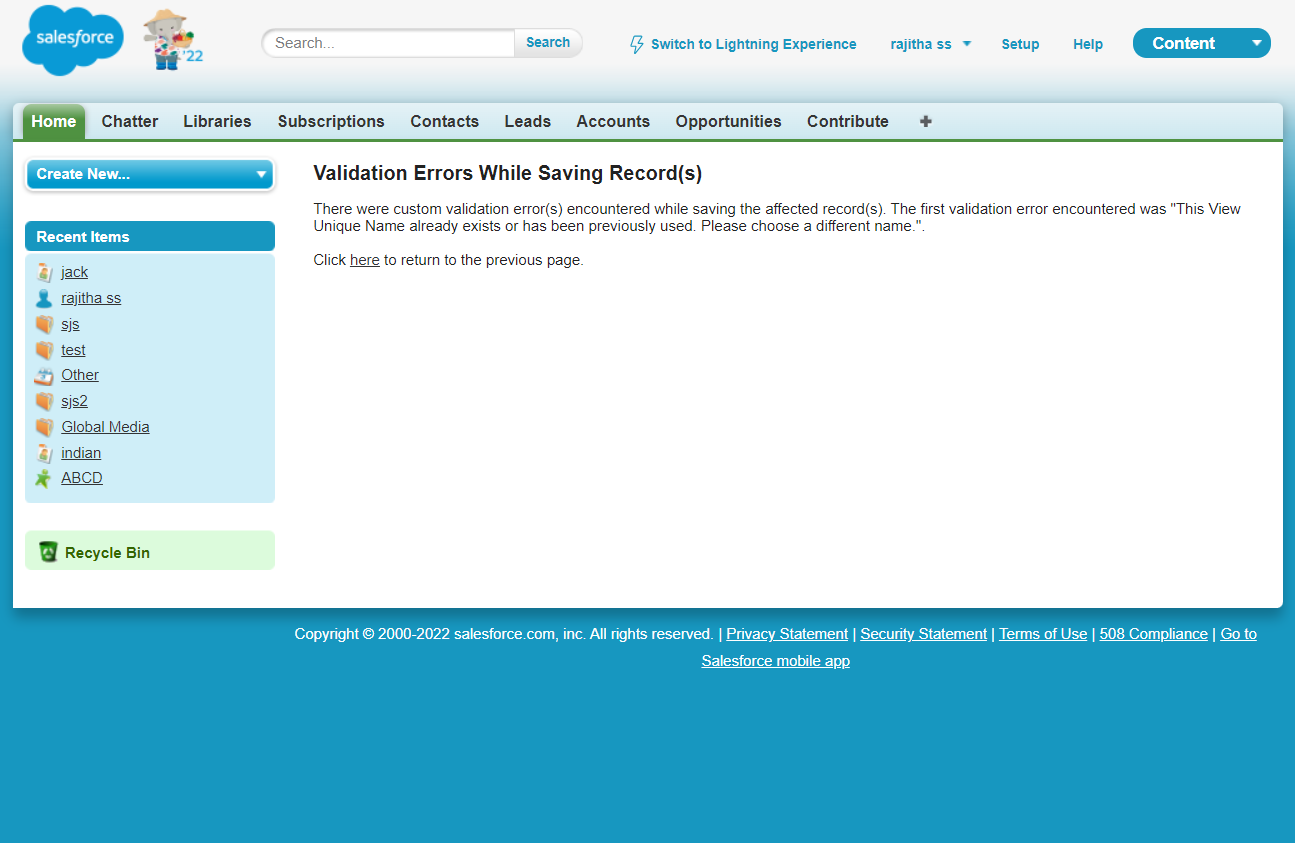 salesforce
'22
Search...
Search
Switch to Lightning Experience
rajitha ss
Setup
Help
Content
Home
Chatter
Libraries
Subscriptions
Contacts
Leads
Accounts
Opportunities
Contribute
+
Create New...
Recent Items
jack
rajitha ss
sjs
test
Other
sjs2
Global Media
indian
ABCD
Recycle Bin
Validation Errors While Saving Record(s)
There were custom validation error(s) encountered while saving the affected record(s). The first validation error encountered was "This View
Unique Name already exists or has been previously used. Please choose a different name.".
Click here to return to the previous page.
Copyright © 2000-2022 salesforce.com, inc. All rights reserved. | Privacy Statement | Security Statement | Terms of Use | 508 Compliance | Go to
Salesforce mobile app